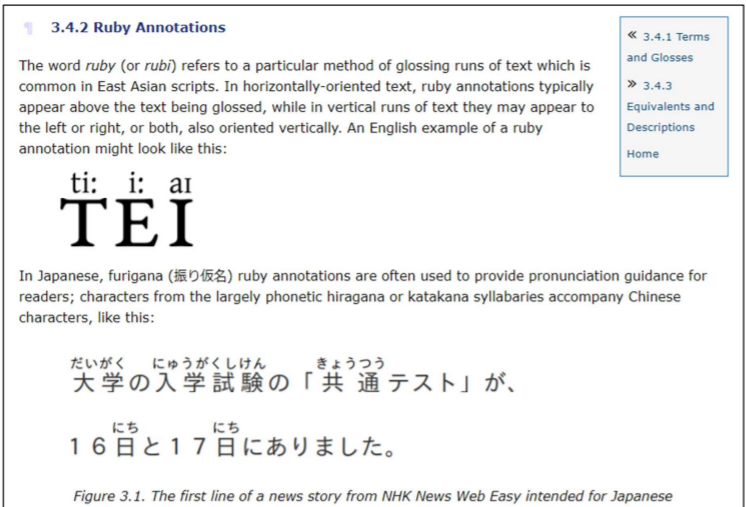 ¶ 3.4.2 Ruby Annotations
« 3.4.1 Terms
and Glosses
» 3.4.3
Equivalents and
Descriptions
Home
The word ruby (or rubi) refers to a particular method of glossing runs of text which is
common in East Asian scripts. In horizontally-oriented text, ruby annotations typically
appear above the text being glossed, while in vertical runs of text they may appear to
the left or right, or both, also oriented vertically. An English example of a ruby
annotation might look like this:
ti: i: aɪ
TEI
In Japanese, furigana (振り仮名) ruby annotations are often used to provide pronunciation guidance for
readers; characters from the largely phonetic hiragana or katakana syllabaries accompany Chinese
characters, like this:
だいがく にゅうがくしけん きょうつう
大学の入学試験の「共通テスト」が、
にち にち
16日と17日にありました。
Figure 3.1. The first line of a news story from NHK News Web Easy intended for Japanese